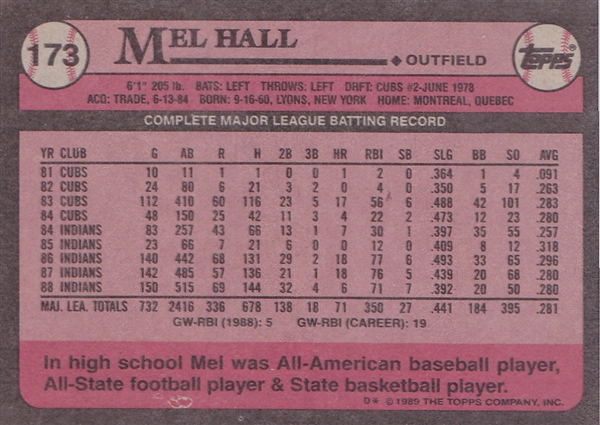 173
MEL HALL
OUTFIELD
Topps
6'1" 205 lb. BATS: LEFT THROWS: LEFT DRFT: CUBS #2-JUNE 1978
ACQ: TRADE, 6-13-84 BORN: 9-16-60, LYONS, NEW YORK HOME: MONTREAL, QUEBEC
COMPLETE MAJOR LEAGUE BATTING RECORD
YR CLUB G AB R H 2B 3B HR RBI SB SLG BB SO AVG
81 CUBS 10 11 1 1 0 0 1 2 0 .364 1 4 .091
82 CUBS 24 80 6 21 3 2 0 4 0 .350 5 17 .263
83 CUBS 112 410 60 116 23 5 17 56 6 .488 42 101 .283
84 CUBS 48 150 25 42 11 3 4 22 2 .473 12 23 .280
84 INDIANS 83 257 43 66 13 1 7 30 1 .397 35 55 .257
85 INDIANS 23 66 7 21 6 0 0 12 0 .409 8 12 .318
86 INDIANS 140 442 68 131 29 2 18 77 6 .493 33 65 .296
87 INDIANS 142 485 57 136 21 1 18 76 5 .439 20 68 .280
88 INDIANS 150 515 69 144 32 4 6 71 7 .392 50 50 .280
MAJ. LEA. TOTALS 732 2416 336 678 138 18 71 350 27 .441 184 395 .281
GW-RBI (1988): 5 GW-RBI (CAREER): 19
In high school Mel was All-American baseball player,
All-State football player & State basketball player.
D* © 1989 THE TOPPS COMPANY, INC.